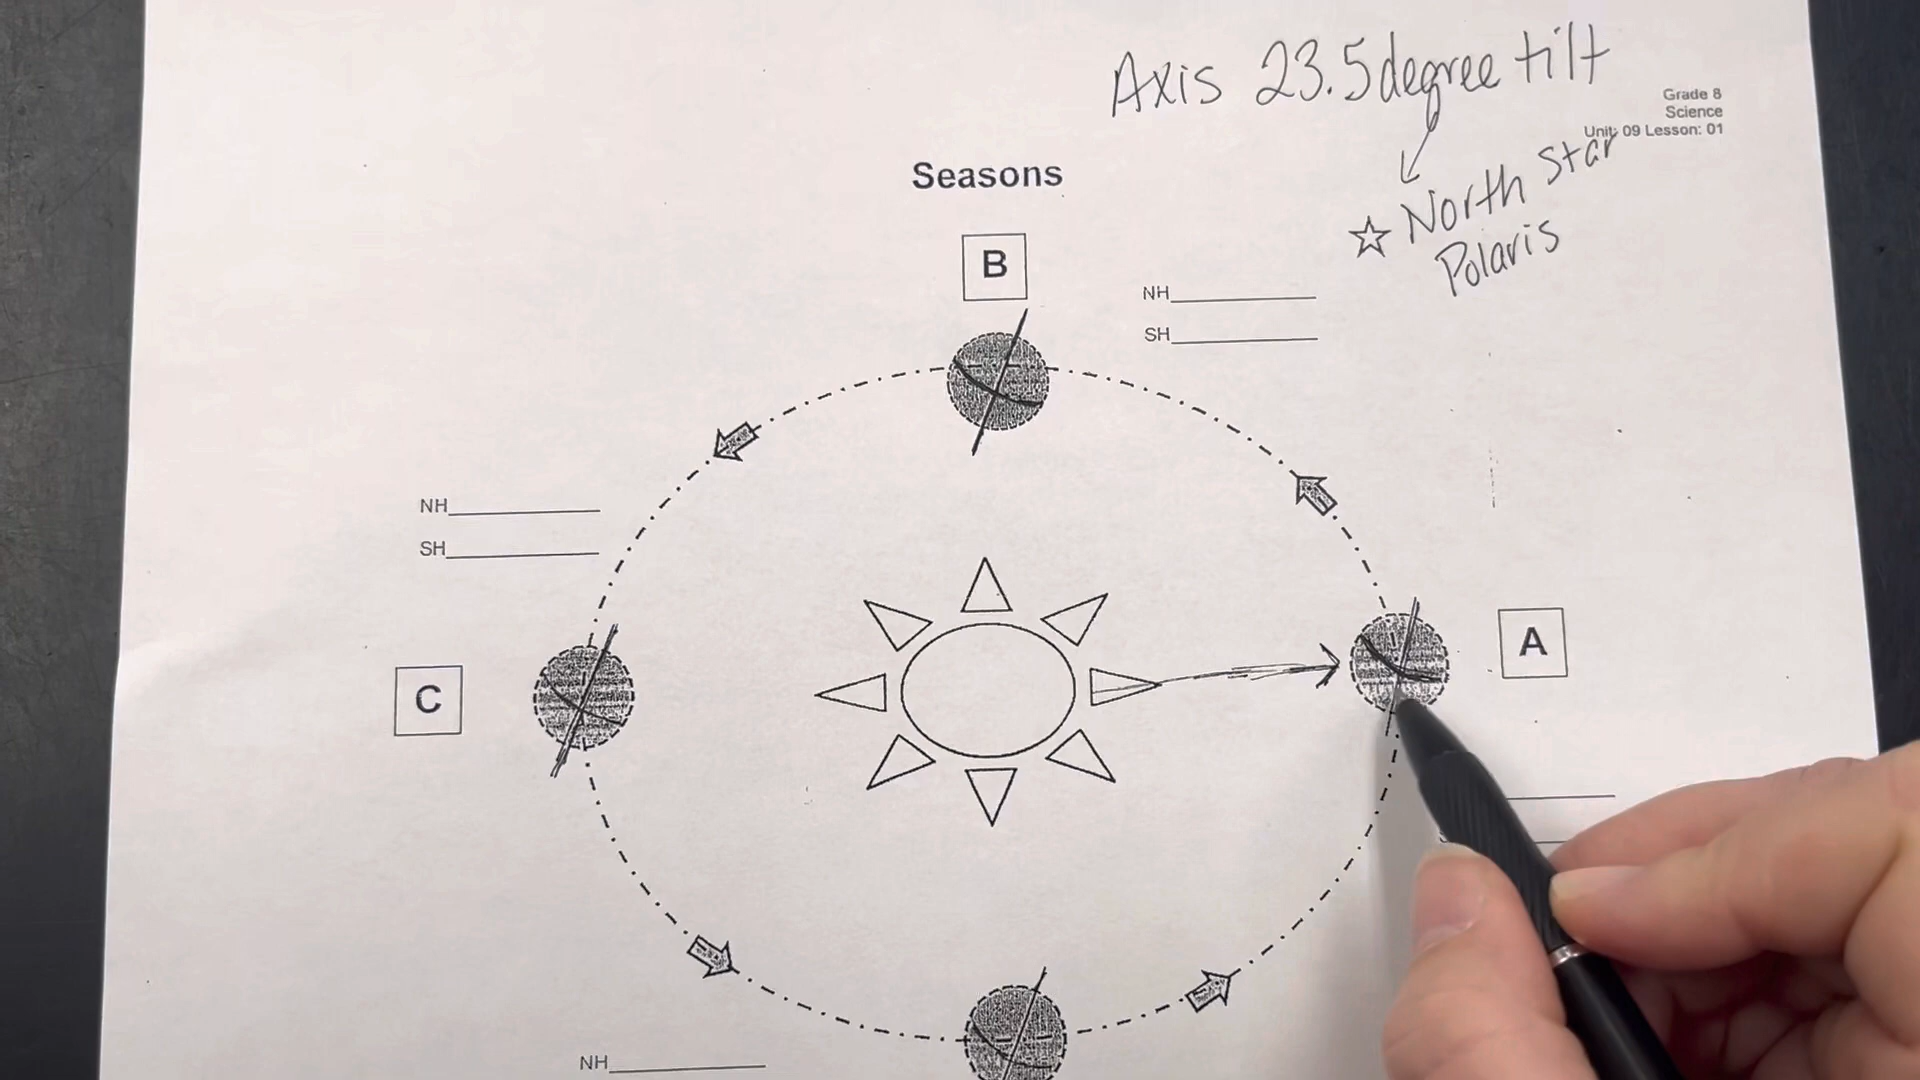 Axis 23.5 degree tilt
Grade 8
Science
Unit: 09 Lesson: 01
North Star
Polaris
Seasons
B
NH
SH
NH
SH
A
C
NH